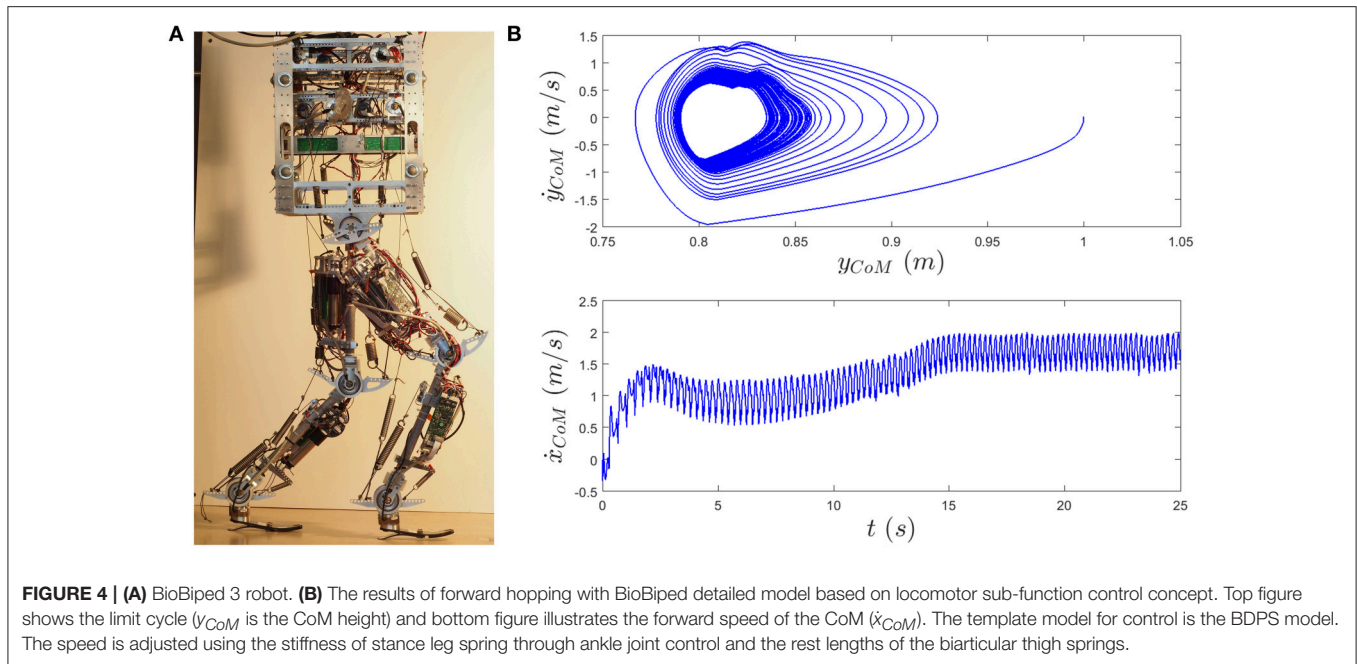 A
B
1.5
1
0.5
0
-0.5
-1
-1.5
-2
ẏCoM (m/s)
0.75 0.8 0.85 0.9 0.95 1 1.05
yCoM (m)
2.5
2
1.5
1
0.5
0
-0.5
ẋCoM (m/s)
0 5 10 15 20 25
t (s)
FIGURE 4 | (A) BioBiped 3 robot. (B) The results of forward hopping with BioBiped detailed model based on locomotor sub-function control concept. Top figure
shows the limit cycle (yCoM is the CoM height) and bottom figure illustrates the forward speed of the CoM (ẋCoM). The template model for control is the BDPS model.
The speed is adjusted using the stiffness of stance leg spring through ankle joint control and the rest lengths of the biarticular thigh springs.